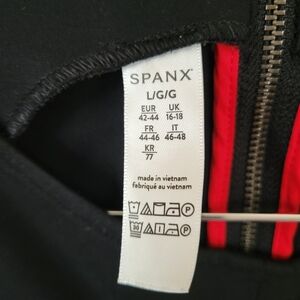 SPANX®
L/G/G
EUR UK
42-44 16-18
FR IT
44-46 46-48
KR
77
made in vietnam
fabriqué au vietnam
P
30 P